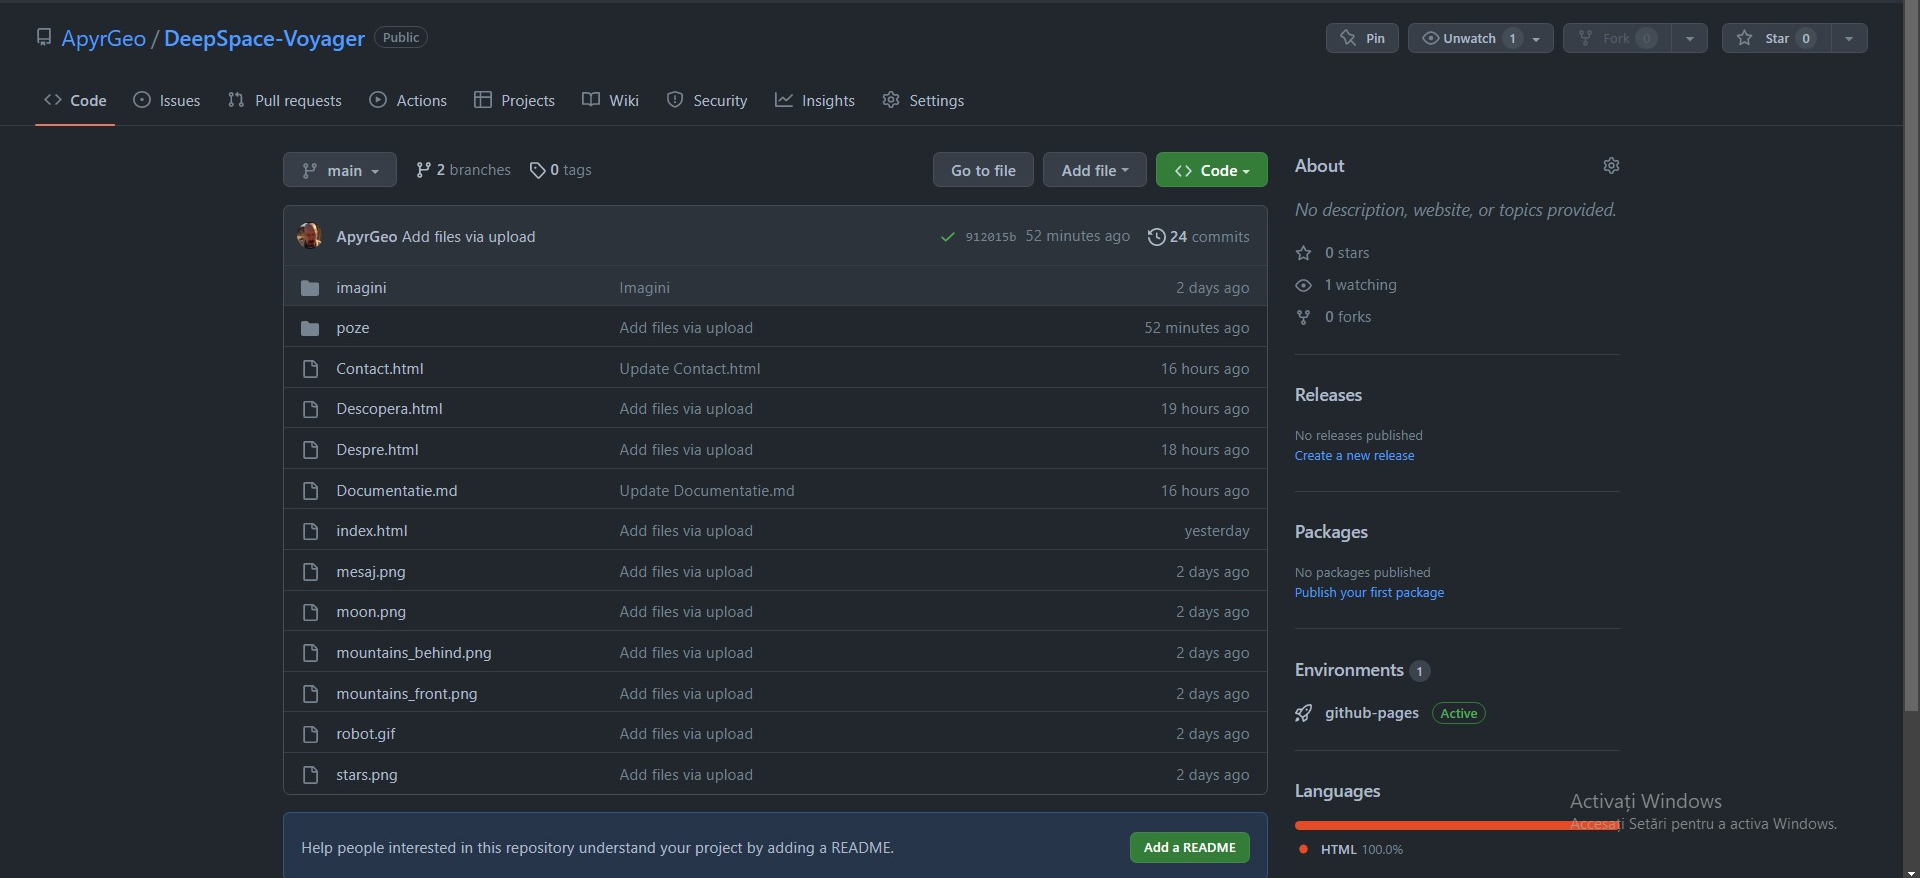 ApyrGeo / DeepSpace-Voyager Public
Pin Unwatch 1 Fork 0 Star 0
Code Issues Pull requests Actions Projects Wiki Security Insights Settings
main 2 branches 0 tags Go to file Add file Code
ApyrGeo Add files via upload 912015b 52 minutes ago 24 commits
imagini Imagini 2 days ago
poze Add files via upload 52 minutes ago
Contact.html Update Contact.html 16 hours ago
Descopera.html Add files via upload 19 hours ago
Despre.html Add files via upload 18 hours ago
Documentatie.md Update Documentatie.md 16 hours ago
index.html Add files via upload yesterday
mesaj.png Add files via upload 2 days ago
moon.png Add files via upload 2 days ago
mountains_behind.png Add files via upload 2 days ago
mountains_front.png Add files via upload 2 days ago
robot.gif Add files via upload 2 days ago
stars.png Add files via upload 2 days ago
Help people interested in this repository understand your project by adding a README. Add a README
About
No description, website, or topics provided.
0 stars
1 watching
0 forks
Releases
No releases published
Create a new release
Packages
No packages published
Publish your first package
Environments 1
github-pages Active
Languages
HTML 100.0%
Activați Windows
Accesați Setări pentru a activa Windows.